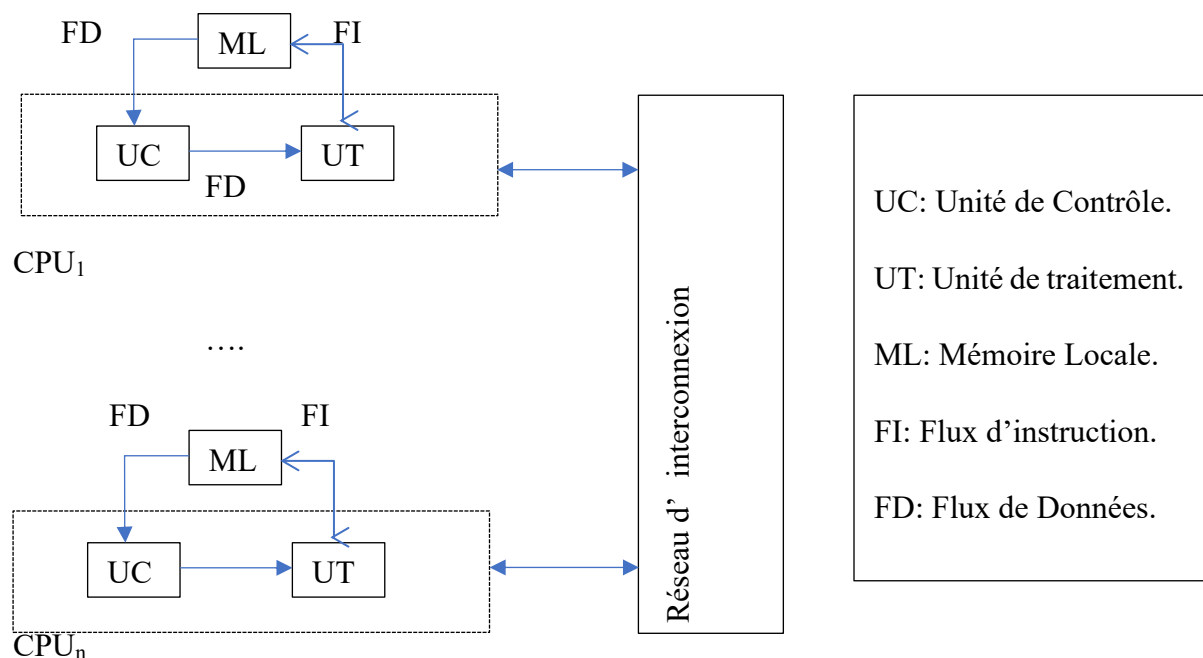 FD
FI
ML
UC
UT
FD
CPU1
….
FD
FI
ML
UC
UT
CPUn
Réseau d’ interconnexion
UC: Unité de Contrôle.
UT: Unité de traitement.
ML: Mémoire Locale.
FI: Flux d’instruction.
FD: Flux de Données.